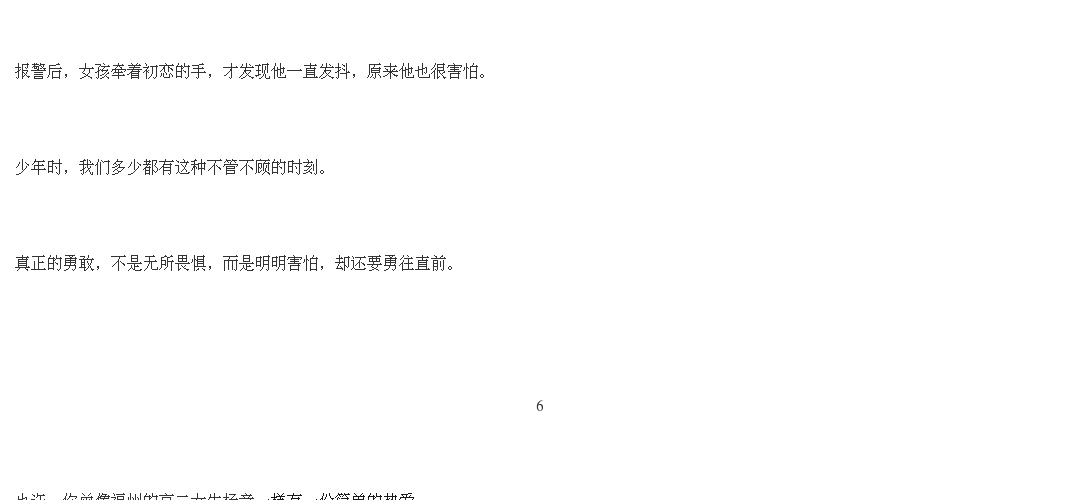 报警后，女孩牵着初恋的手，才发现他一直发抖，原来他也很害怕。
少年时，我们多少都有这种不管不顾的时刻。
真正的勇敢，不是无所畏惧，而是明明害怕，却还要勇往直前。
6